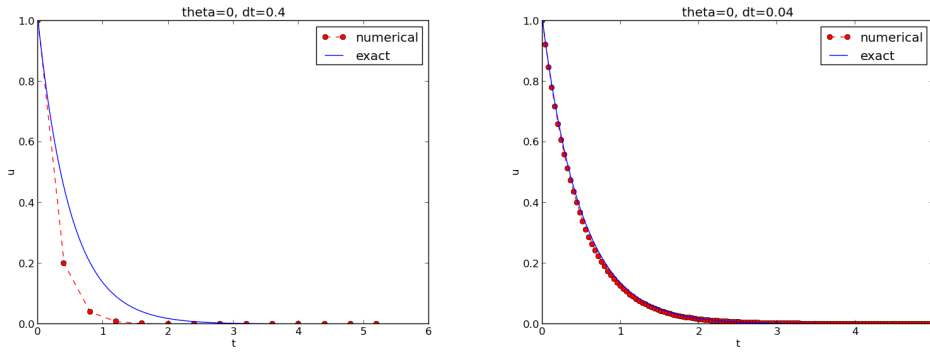 theta=0, dt=0.4
1.0
0.8
0.6
0.4
0.2
0.0
u
numerical
exact
0 1 2 3 4 5 6
t
theta=0, dt=0.04
1.0
0.8
0.6
0.4
0.2
0.0
u
numerical
exact
0 1 2 3 4
t